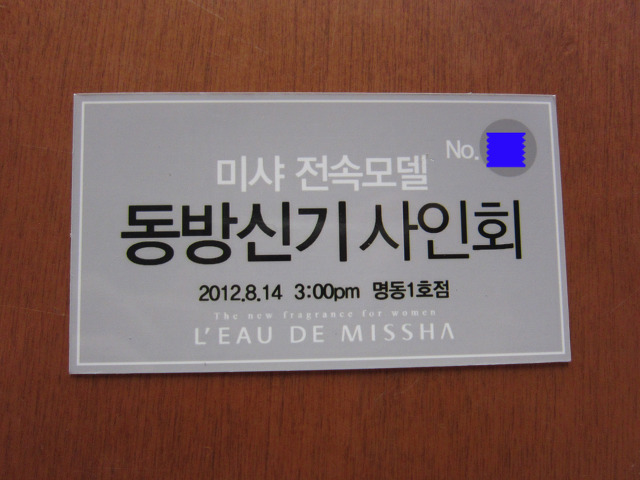 No.
미샤 전속모델
동방신기 사인회
2012.8.14 3:00pm 명동1호점
The new fragrance for women
L'EAU DE MISSHA